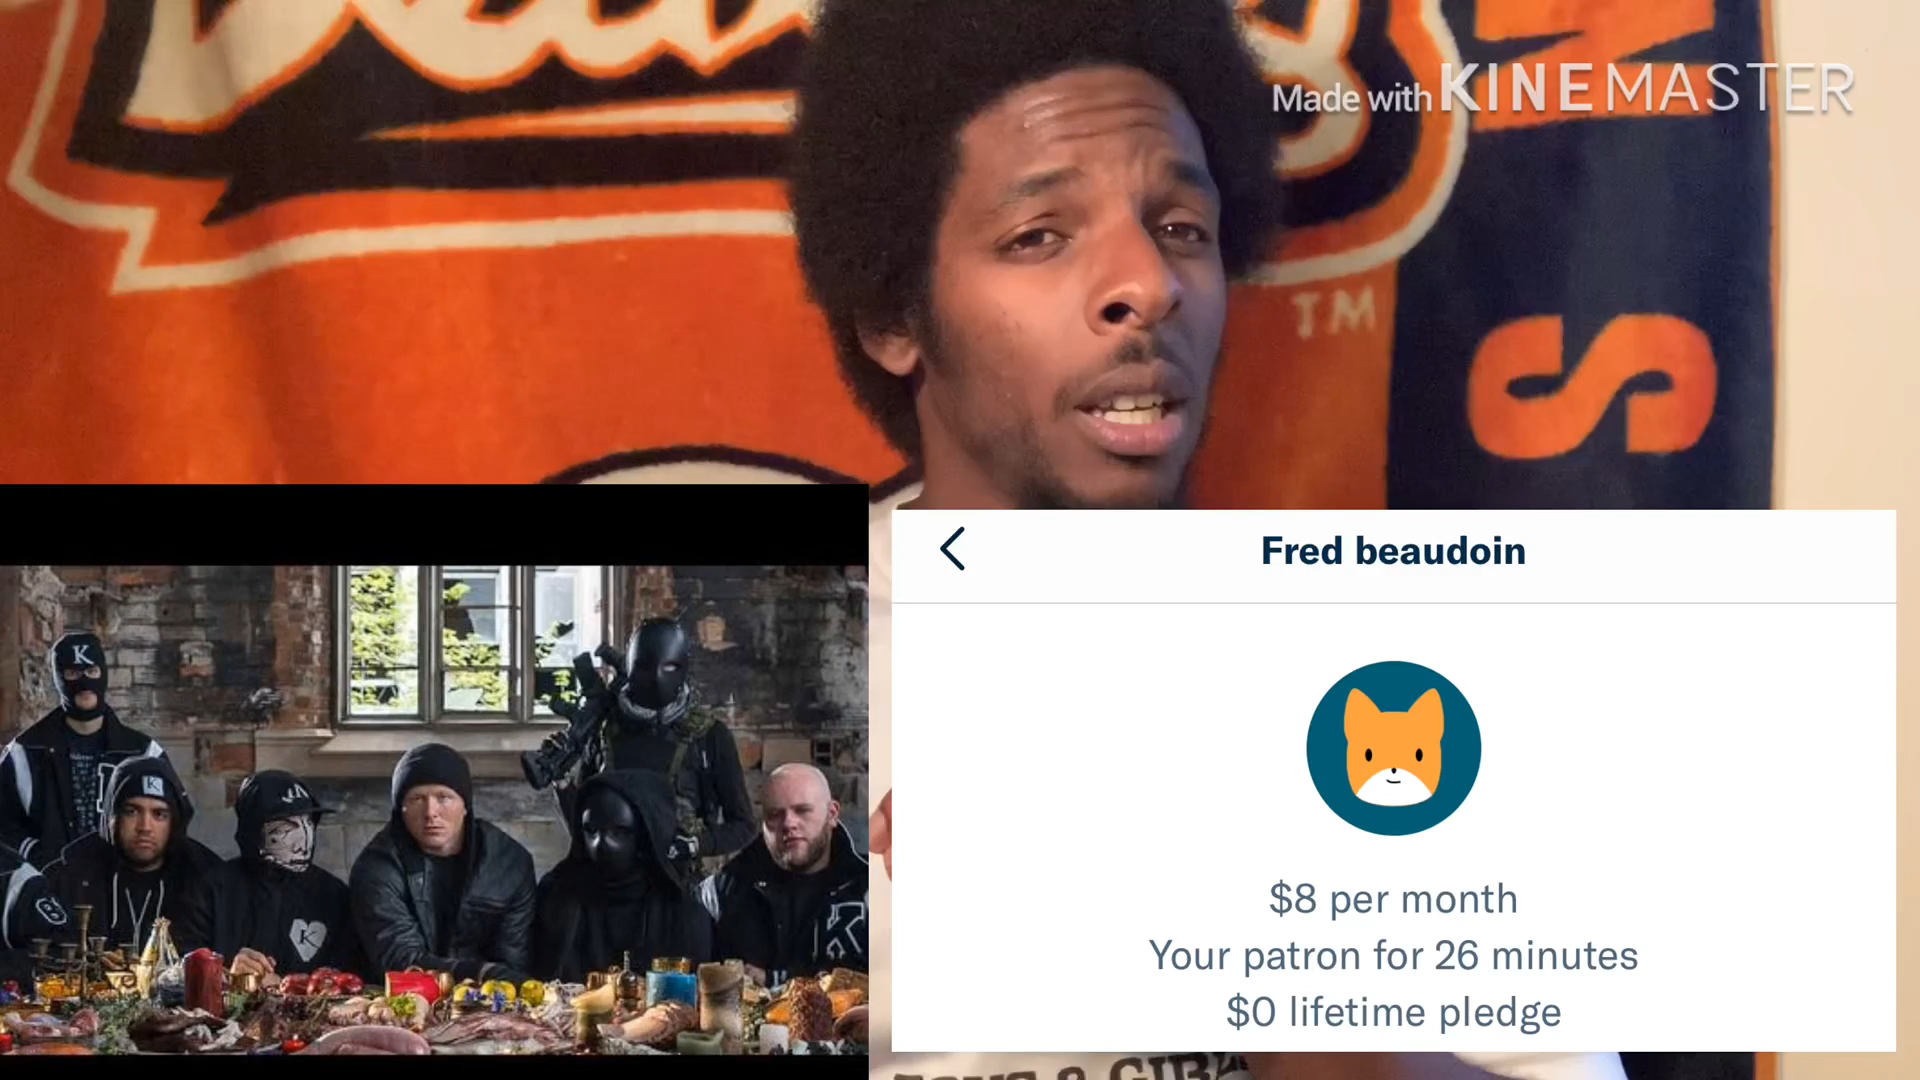 Made with KINEMASTER
TM
S
Fred beaudoin
$8 per month
Your patron for 26 minutes
$0 lifetime pledge
K
K
K
K